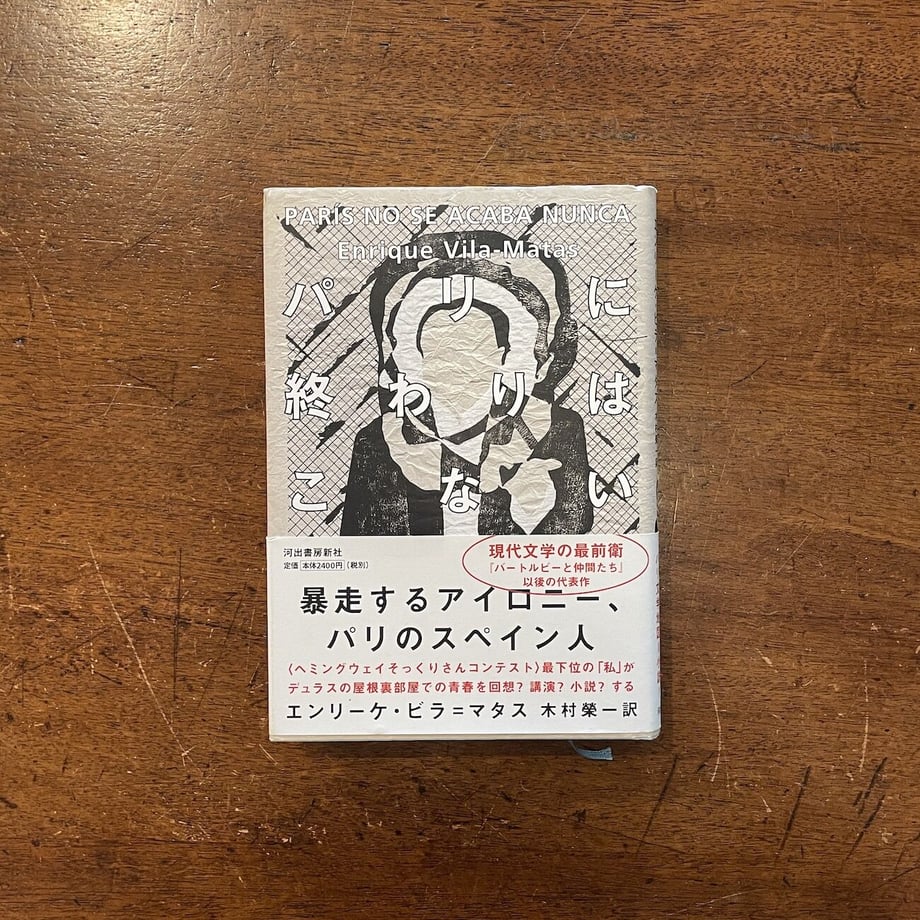 PARÍS NO SE ACABA NUNCA
Enrique Vila-Matas
パリに
終わりは
こない
河出書房新社
定価 本体2400円（税別）
現代文学の最前衛
『バートルビーと仲間たち』
以後の代表作
暴走するアイロニー、
パリのスペイン人
〈ヘミングウェイそっくりさんコンテスト〉最下位の「私」が
デュラスの屋根裏部屋での青春を回想？講演？小説？する
エンリーケ・ビラ＝マタス 木村榮一訳